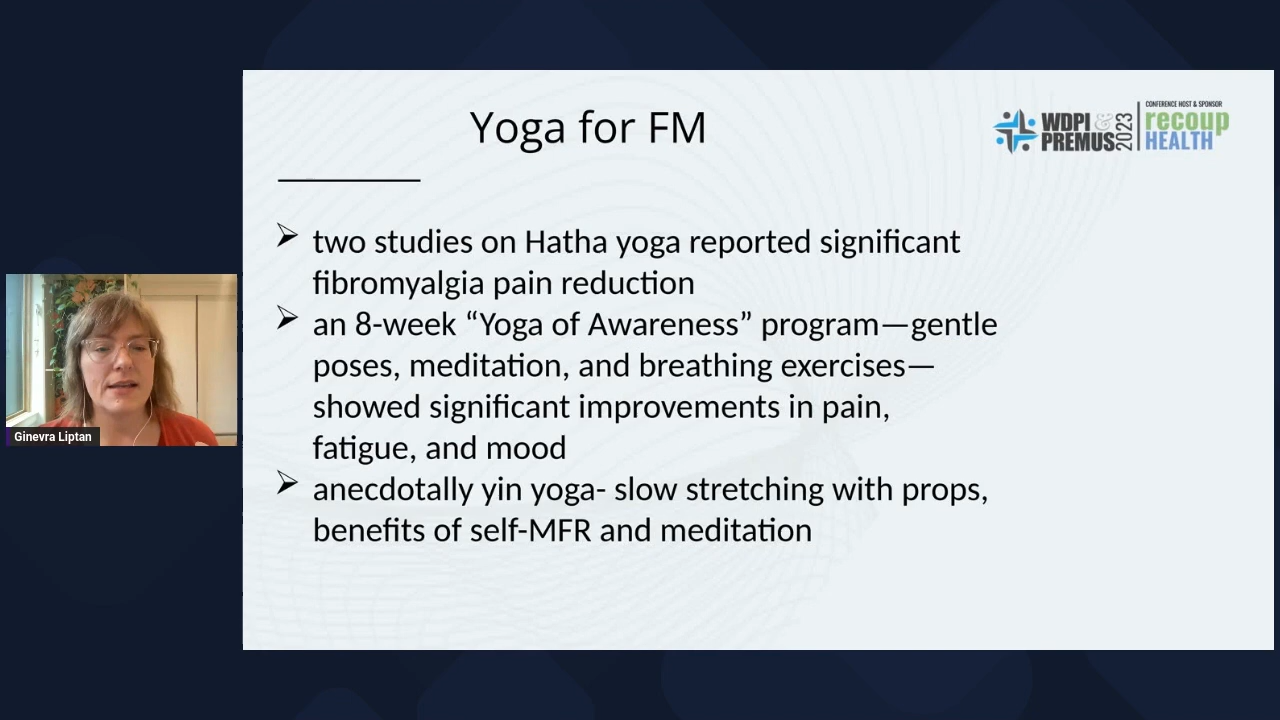 Yoga for FM
CONFERENCE HOST & SPONSOR
WDPI &
PREMUS 2023
recoup
HEALTH
➢ two studies on Hatha yoga reported significant
fibromyalgia pain reduction
➢ an 8-week “Yoga of Awareness” program—gentle
poses, meditation, and breathing exercises—
showed significant improvements in pain,
fatigue, and mood
➢ anecdotally yin yoga- slow stretching with props,
benefits of self-MFR and meditation
Ginevra Liptan